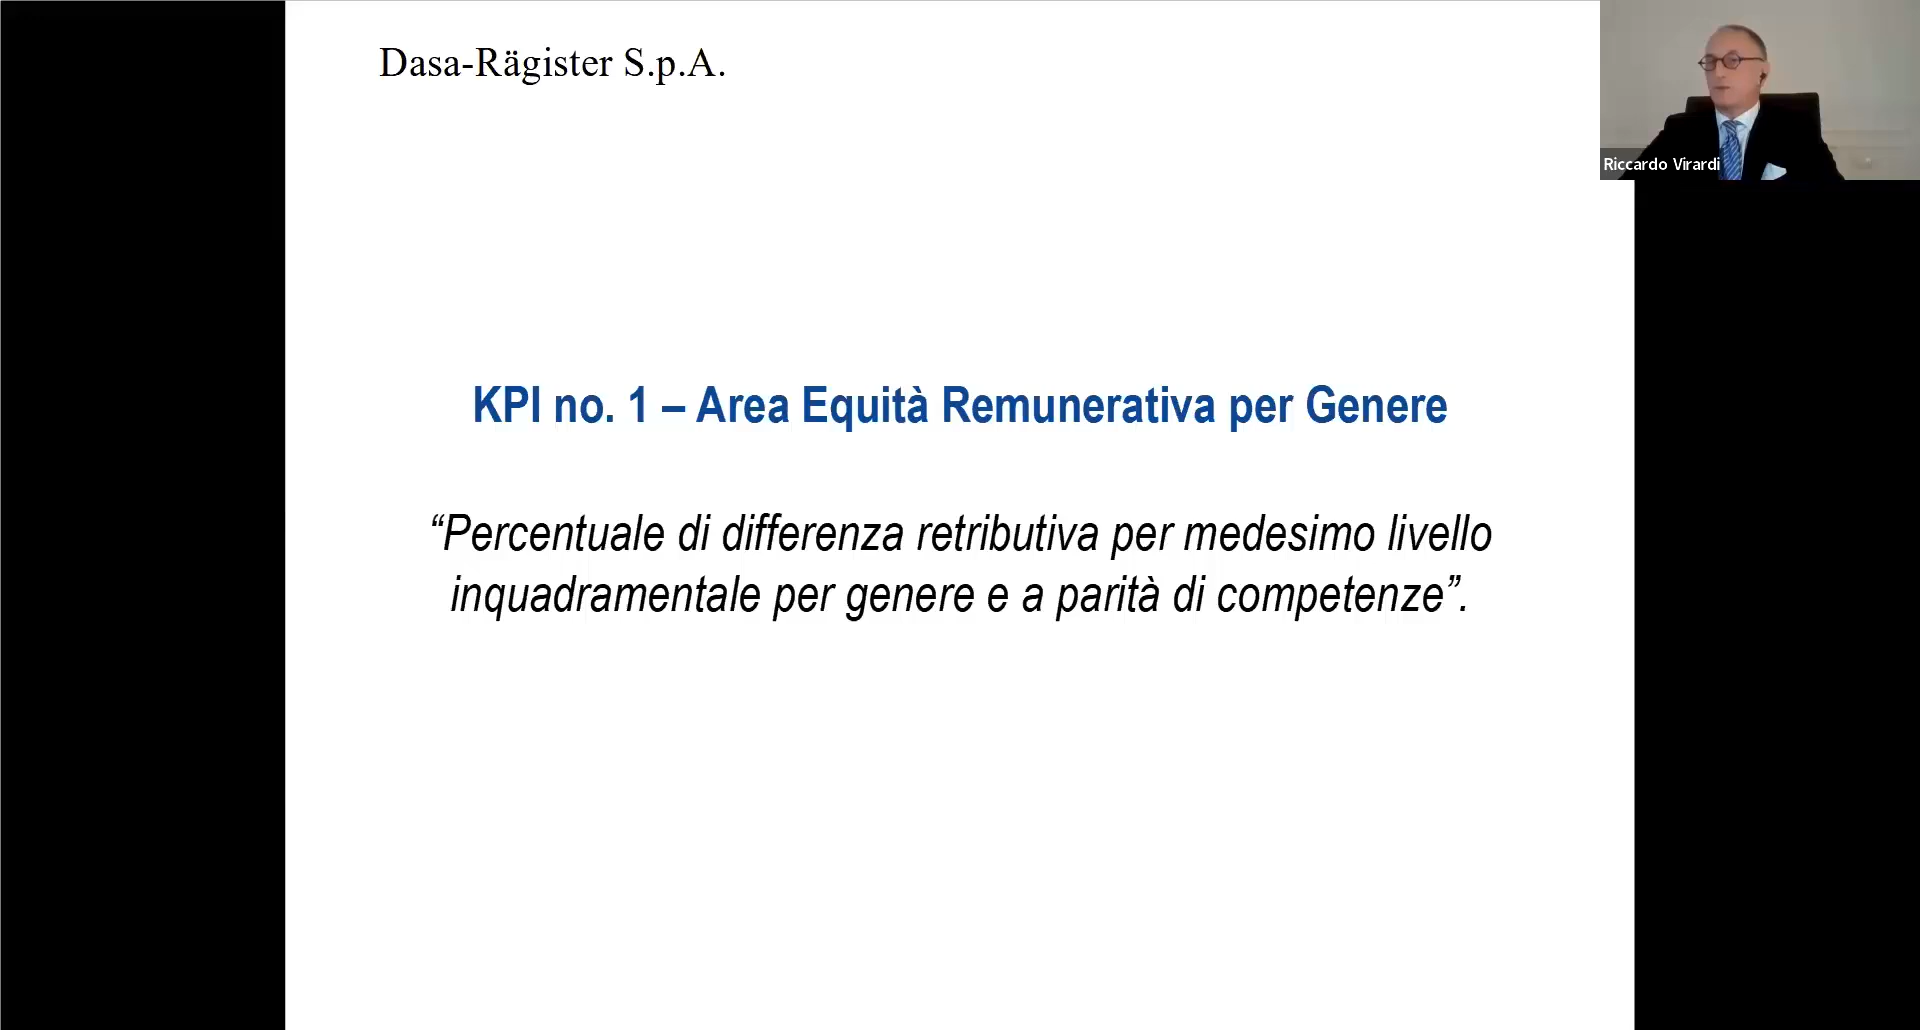 Dasa-Rägister S.p.A.
Riccardo Virardi
KPI no. 1 – Area Equità Remunerativa per Genere
“Percentuale di differenza retributiva per medesimo livello
inquadramentale per genere e a parità di competenze”.